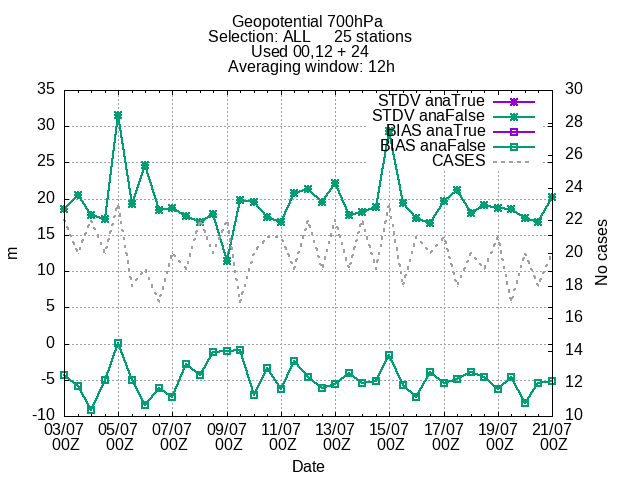 Geopotential 700hPa
Selection: ALL 25 stations
Used 00,12 + 24
Averaging window: 12h
STDV anaTrue
STDV anaFalse
BIAS anaTrue
BIAS anaFalse
CASES
35
30
25
20
15
10
5
0
-5
-10
m
30
28
26
24
22
20
18
16
14
12
10
No cases
03/07 05/07 07/07 09/07 11/07 13/07 15/07 17/07 19/07 21/07
00Z 00Z 00Z 00Z 00Z 00Z 00Z 00Z 00Z 00Z
Date